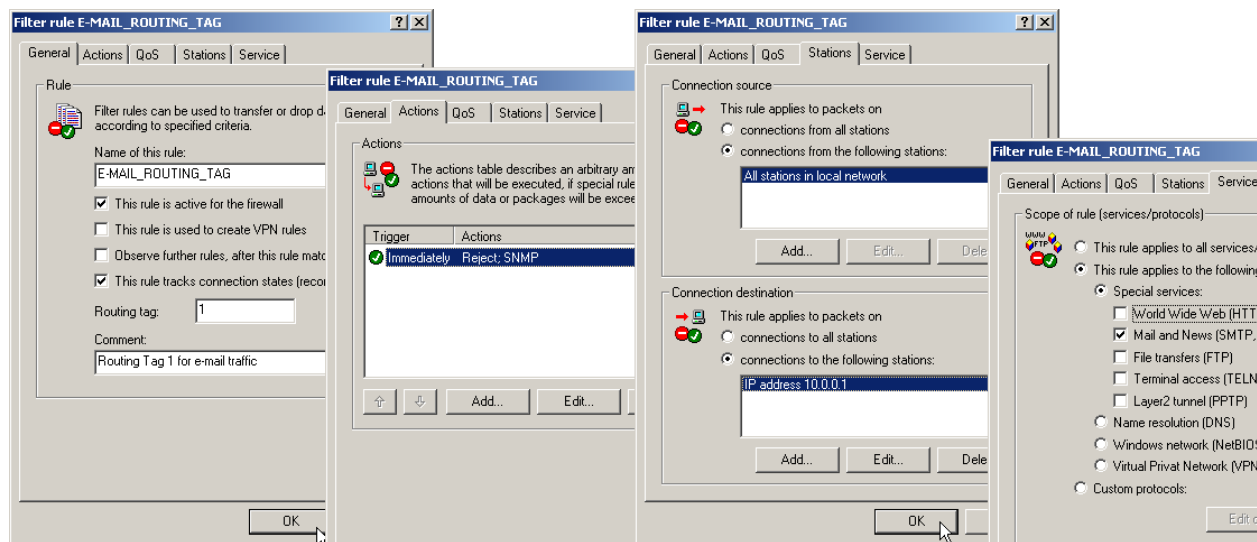 Filter rule E-MAIL_ROUTING_TAG
General
Actions
QoS
Stations
Service
Rule
Filter rules can be used to transfer or drop
according to specified criteria.
Name of this rule:
E-MAIL_ROUTING_TAG
This rule is active for the firewall
This rule is used to create VPN rules
Observe further rules, after this rule
This rule tracks connection states
Routing tag:
1
Comment:
Routing Tag 1 for e-mail traffic
OK
Filter rule E-MAIL_ROUTING_TAG
General
Actions
QoS
Stations
Service
Actions
The actions table describes an arbitrary
actions that will be executed, if special
amounts of data or packages will be
Trigger
Actions
Immediately
Reject; SNMP
Add...
Edit...
Filter rule E-MAIL_ROUTING_TAG
General
Actions
QoS
Stations
Service
Connection source
This rule applies to packets on
connections from all stations
connections from the following stations:
All stations in local network
Add...
Edit...
Dele
Connection destination
This rule applies to packets on
connections to all stations
connections to the following stations:
IP address 10.0.0.1
Add...
Edit...
Dele
OK
Filter rule E-MAIL_ROUTING_TAG
General
Actions
QoS
Stations
Service
Scope of rule (services/protocols)
WWW
FTP
This rule applies to all services/
This rule applies to the following
Special services:
World Wide Web (HTT
Mail and News (SMTP,
File transfers (FTP)
Terminal access (TELN
Layer2 tunnel (PPTP)
Name resolution (DNS)
Windows network (NetBIOS
Virtual Privat Network (VPN
Custom protocols:
Edit